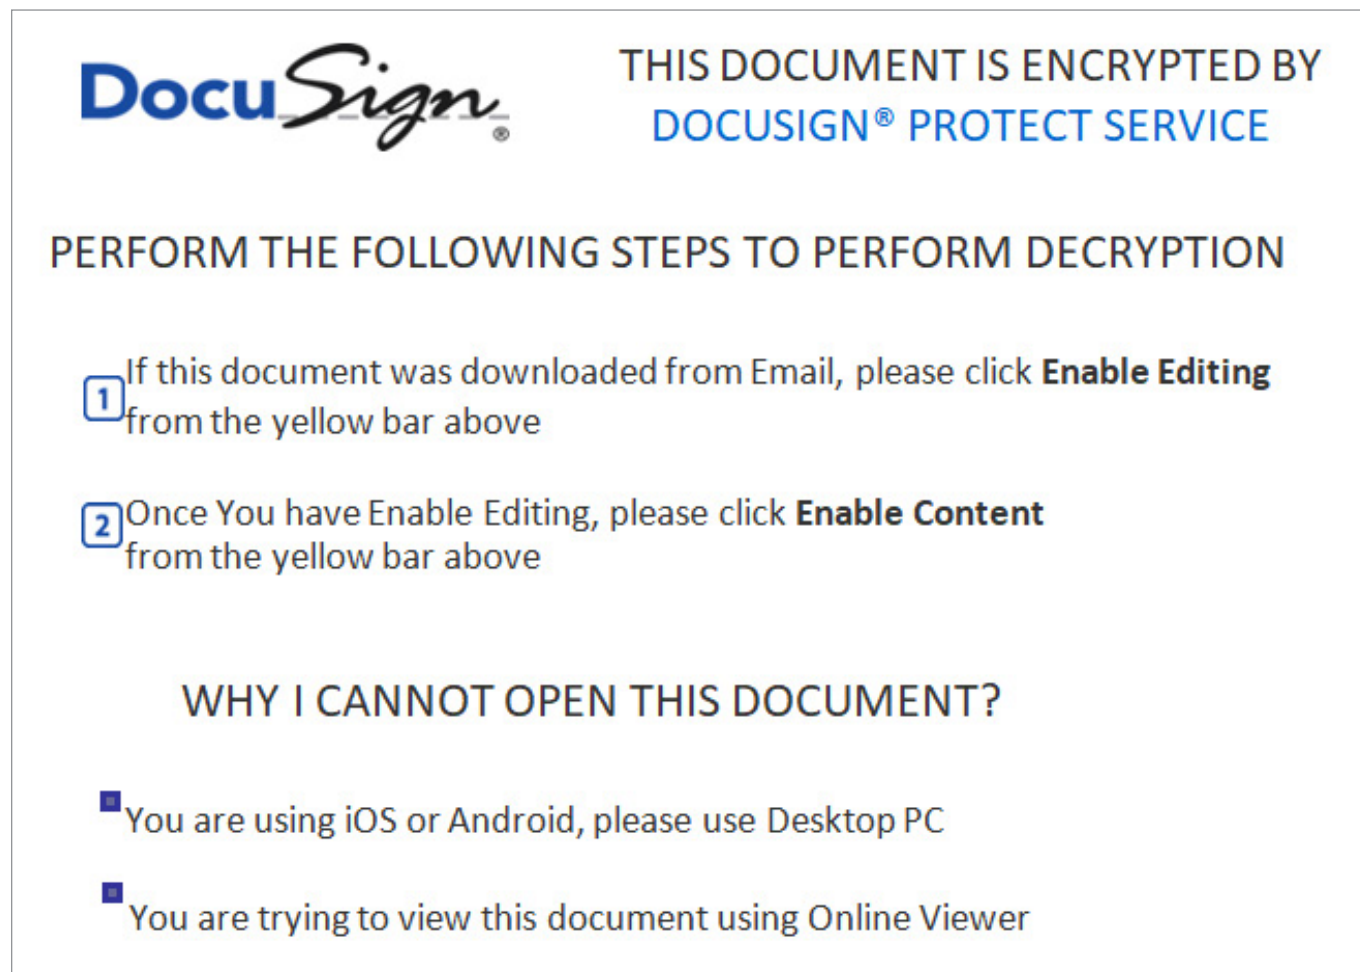 DocuSign®
THIS DOCUMENT IS ENCRYPTED BY
DOCUSIGN® PROTECT SERVICE
PERFORM THE FOLLOWING STEPS TO PERFORM DECRYPTION
1 If this document was downloaded from Email, please click Enable Editing
from the yellow bar above
2 Once You have Enable Editing, please click Enable Content
from the yellow bar above
WHY I CANNOT OPEN THIS DOCUMENT?
You are using iOS or Android, please use Desktop PC
You are trying to view this document using Online Viewer